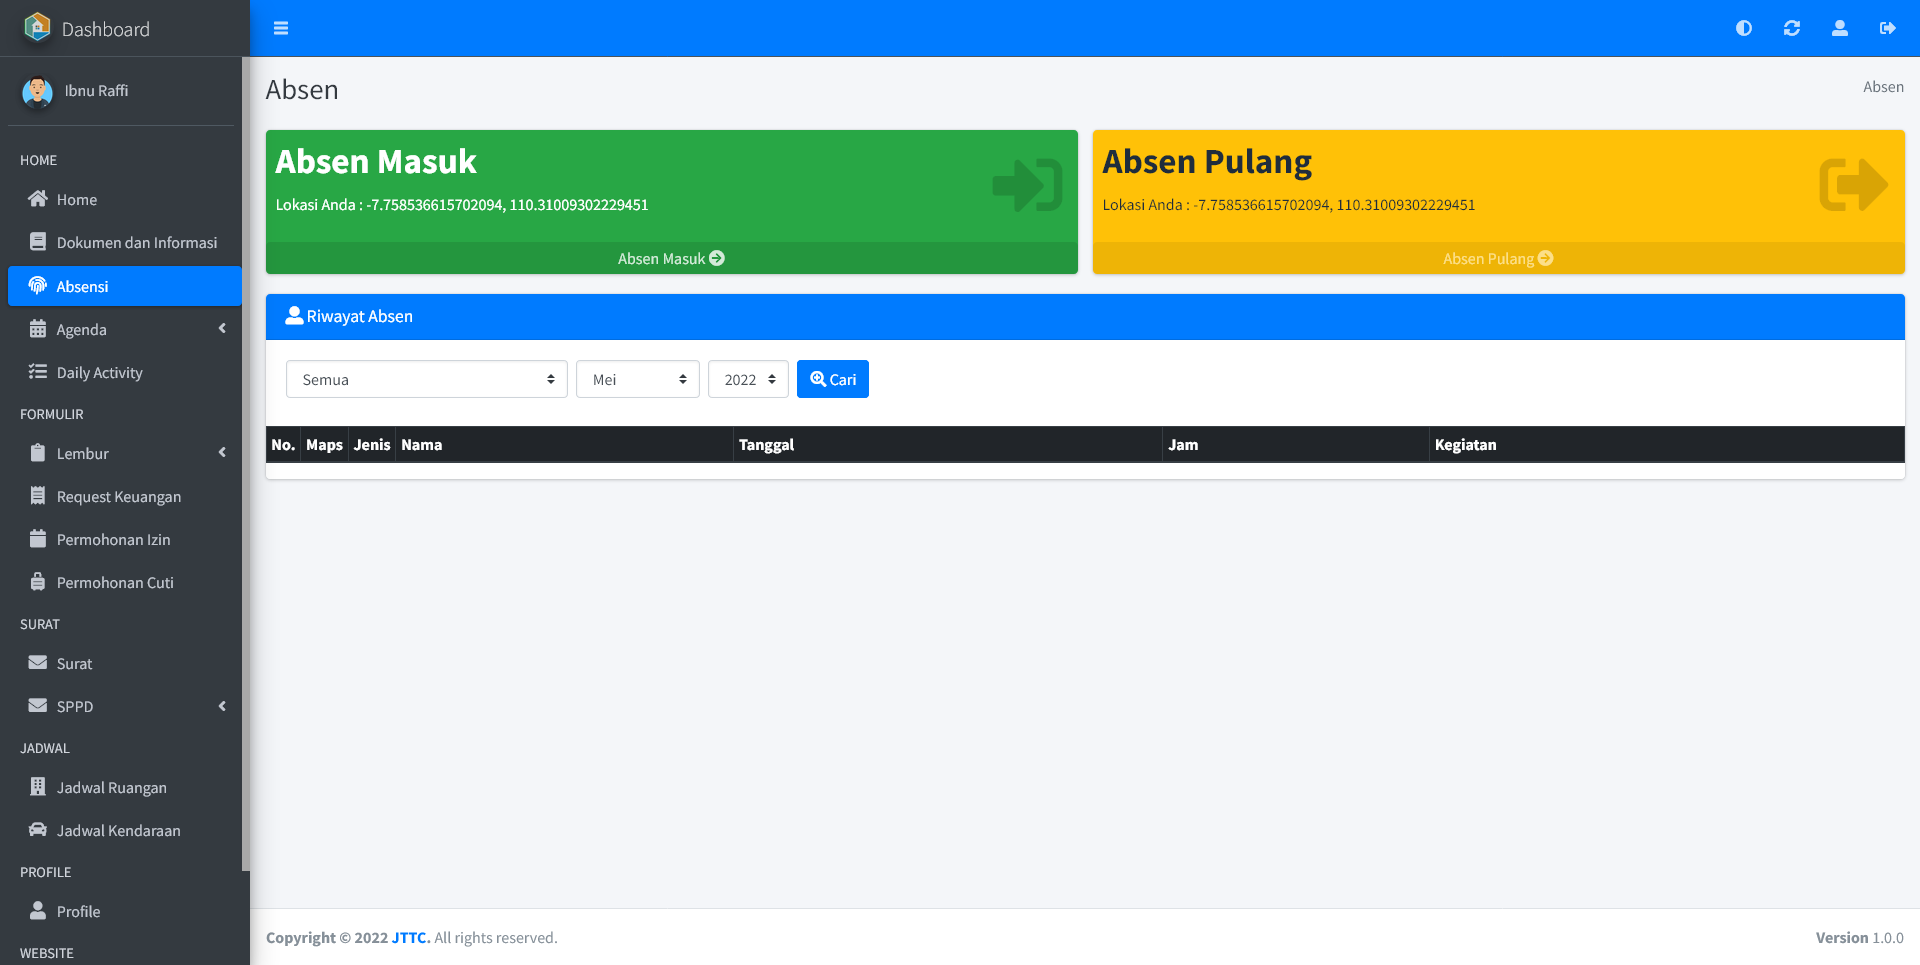 Dashboard
Ibnu Raffi
HOME
Home
Dokumen dan Informasi
Absensi
Agenda
Daily Activity
FORMULIR
Lembur
Request Keuangan
Permohonan Izin
Permohonan Cuti
SURAT
Surat
SPPD
JADWAL
Jadwal Ruangan
Jadwal Kendaraan
PROFILE
Profile
WEBSITE
Absen
Absen
Absen Masuk
Lokasi Anda : -7.758536615702094, 110.31009302229451
Absen Masuk
Absen Pulang
Lokasi Anda : -7.758536615702094, 110.31009302229451
Absen Pulang
Riwayat Absen
Semua Mei 2022 Cari
No. Maps Jenis Nama Tanggal Jam Kegiatan
Copyright © 2022 JTTC. All rights reserved.
Version 1.0.0